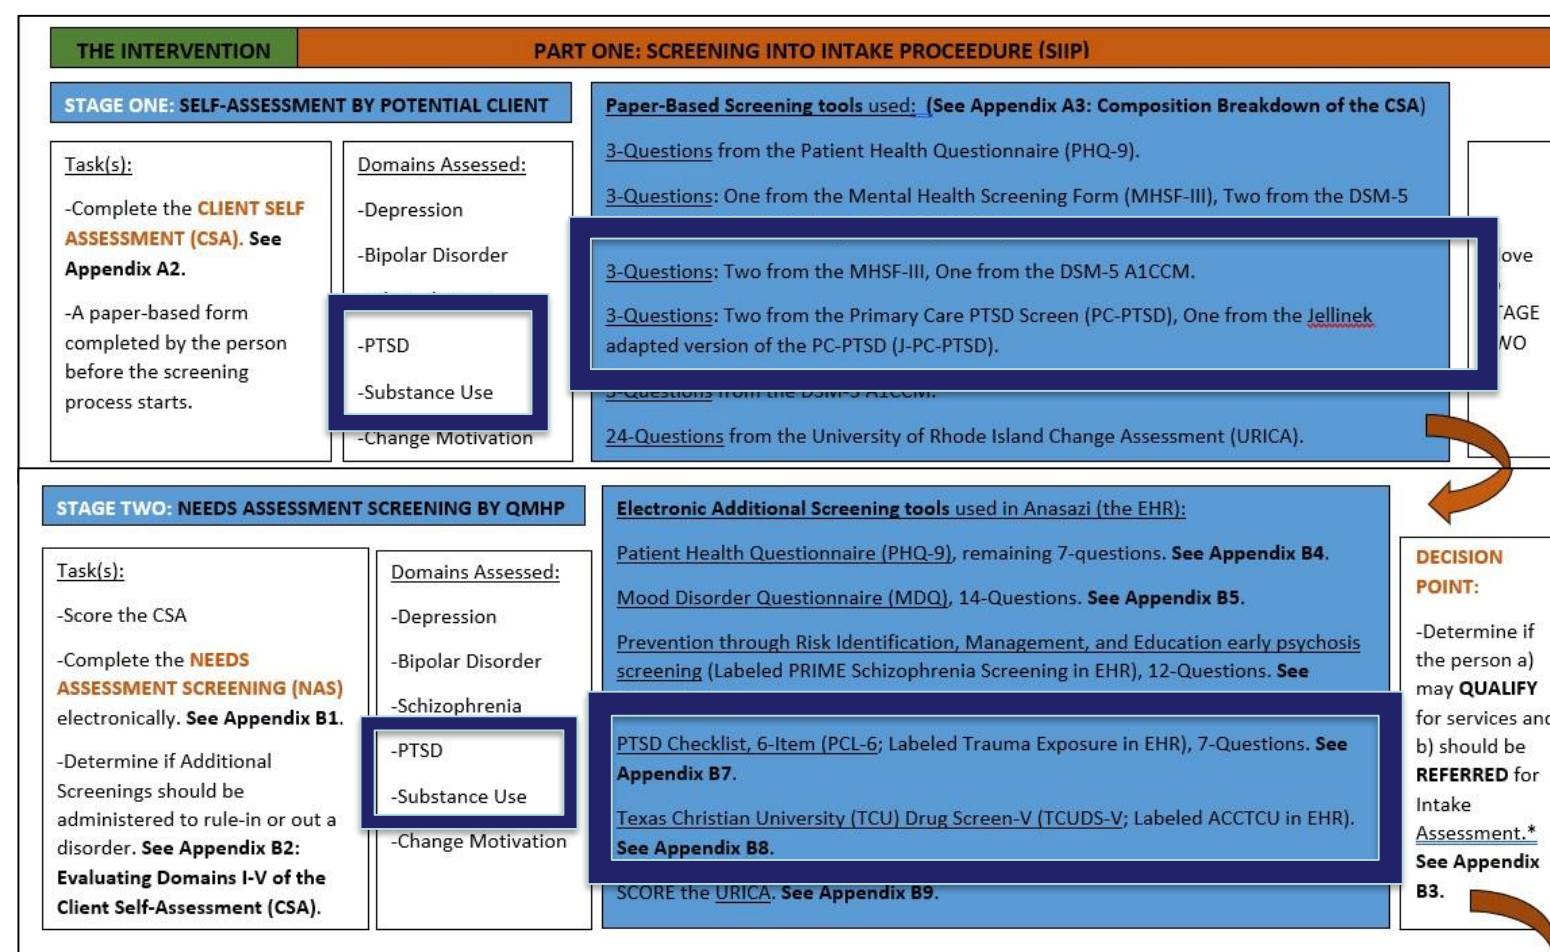 THE INTERVENTION
PART ONE: SCREENING INTO INTAKE PROCEEDURE (SIIP)
STAGE ONE: SELF-ASSESSMENT BY POTENTIAL CLIENT
Task(s):
-Complete the CLIENT SELF
ASSESSMENT (CSA). See
Appendix A2.
-A paper-based form
completed by the person
before the screening
process starts.
Domains Assessed:
-Depression
-Bipolar Disorder
-PTSD
-Substance Use
-Change Motivation
Paper-Based Screening tools used: (See Appendix A3: Composition Breakdown of the CSA)
3-Questions from the Patient Health Questionnaire (PHQ-9).
3-Questions: One from the Mental Health Screening Form (MHSF-III), Two from the DSM-5
3-Questions: Two from the MHSF-III, One from the DSM-5 A1CCM.
3-Questions: Two from the Primary Care PTSD Screen (PC-PTSD), One from the Jellinek
adapted version of the PC-PTSD (J-PC-PTSD).
3-Questions from the DSM-5 A1CCM.
24-Questions from the University of Rhode Island Change Assessment (URICA).
ove
TAGE
WO
STAGE TWO: NEEDS ASSESSMENT SCREENING BY QMHP
Task(s):
-Score the CSA
-Complete the NEEDS
ASSESSMENT SCREENING (NAS)
electronically. See Appendix B1.
-Determine if Additional
Screenings should be
administered to rule-in or out a
disorder. See Appendix B2:
Evaluating Domains I-V of the
Client Self-Assessment (CSA).
Domains Assessed:
-Depression
-Bipolar Disorder
-Schizophrenia
-PTSD
-Substance Use
-Change Motivation
Electronic Additional Screening tools used in Anasazi (the EHR):
Patient Health Questionnaire (PHQ-9), remaining 7-questions. See Appendix B4.
Mood Disorder Questionnaire (MDQ), 14-Questions. See Appendix B5.
Prevention through Risk Identification, Management, and Education early psychosis
screening (Labeled PRIME Schizophrenia Screening in EHR), 12-Questions. See
PTSD Checklist, 6-Item (PCL-6; Labeled Trauma Exposure in EHR), 7-Questions. See
Appendix B7.
Texas Christian University (TCU) Drug Screen-V (TCUDS-V; Labeled ACCTCU in EHR).
See Appendix B8.
SCORE the URICA. See Appendix B9.
DECISION
POINT:
-Determine if
the person a)
may QUALIFY
for services and
b) should be
REFERRED for
Intake
Assessment.*
See Appendix
B3.